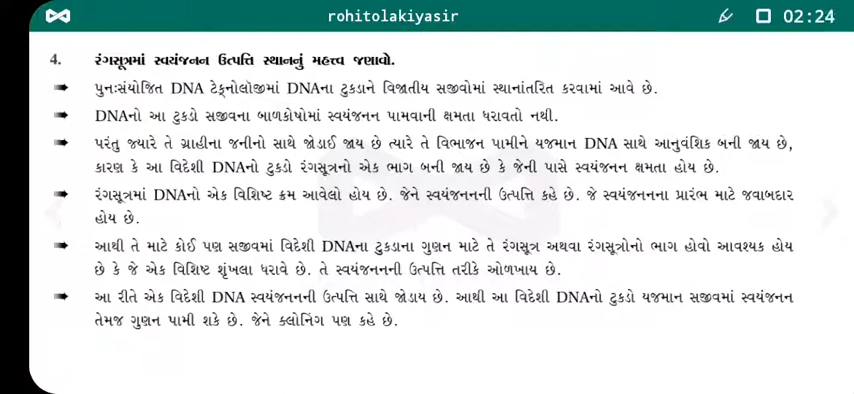 rohitolakiyasir
02:24
4. રંગસૂત્રમાં સ્વયંજનન ઉત્પત્તિ સ્થાનનું મહત્ત્વ જણાવો.
➠ પુનઃસંયોજિત DNA ટેક્નોલૉજીમાં DNAના ટુકડાને વિજાતીય સજીવોમાં સ્થાનાંતરિત કરવામાં આવે છે.
➠ DNAનો આ ટુકડો સજીવના બાળકોષોમાં સ્વયંજનન પામવાની ક્ષમતા ધરાવતો નથી.
➠ પરંતુ જ્યારે તે ગ્રાહીના જનીનો સાથે જોડાઈ જાય છે ત્યારે તે વિભાજન પામીને યજમાન DNA સાથે આનુવંશિક બની જાય છે,
કારણ કે આ વિદેશી DNAનો ટુકડો રંગસૂત્રનો એક ભાગ બની જાય છે કે જેની પાસે સ્વયંજનન ક્ષમતા હોય છે.
➠ રંગસૂત્રમાં DNAનો એક વિશિષ્ટ ક્રમ આવેલો હોય છે. જેને સ્વયંજનનની ઉત્પત્તિ કહે છે. જે સ્વયંજનનના પ્રારંભ માટે જવાબદાર
હોય છે.
➠ આથી તે માટે કોઈ પણ સજીવમાં વિદેશી DNAના ટુકડાના ગુણન માટે તે રંગસૂત્ર અથવા રંગસૂત્રોનો ભાગ હોવો આવશ્યક હોય
છે કે જે એક વિશિષ્ટ શૃંખલા ધરાવે છે. તે સ્વયંજનનની ઉત્પત્તિ તરીકે ઓળખાય છે.
➠ આ રીતે એક વિદેશી DNA સ્વયંજનનની ઉત્પત્તિ સાથે જોડાય છે. આથી આ વિદેશી DNAનો ટુકડો યજમાન સજીવમાં સ્વયંજનન
તેમજ ગુણન પામી શકે છે. જેને ક્લોનિંગ પણ કહે છે.